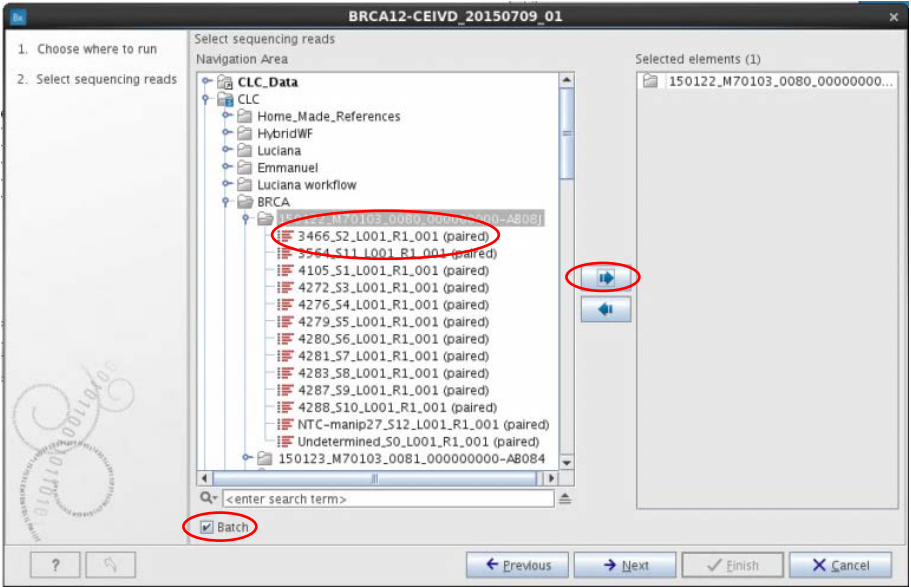 BRCA12-CEIVD_20150709_01
1. Choose where to run
2. Select sequencing reads
Select sequencing reads
Navigation Area
CLC_Data
CLC
Home_Made_References
HybridWF
Luciana
Emmanuel
Luciana workflow
BRCA
150122_M70103_0080_000000000-AB08J
3466_S2_L001_R1_001 (paired)
3564_S11_L001_R1_001 (paired)
4105_S1_L001_R1_001 (paired)
4272_S3_L001_R1_001 (paired)
4276_S4_L001_R1_001 (paired)
4279_S5_L001_R1_001 (paired)
4280_S6_L001_R1_001 (paired)
4281_S7_L001_R1_001 (paired)
4283_S8_L001_R1_001 (paired)
4287_S9_L001_R1_001 (paired)
4288_S10_L001_R1_001 (paired)
NTC-manip27_S12_L001_R1_001 (paired)
Undetermined_S0_L001_R1_001 (paired)
150123_M70103_0081_000000000-AB084
<enter search term>
Batch
Selected elements (1)
150122_M70103_0080_00000000...
?
Previous
Next
Finish
Cancel